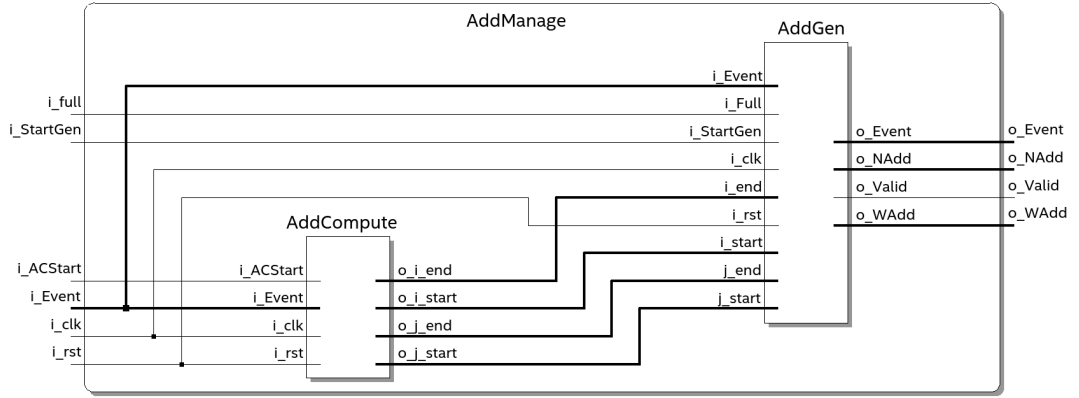 AddManage
AddGen
i_Event
i_full
i_Full
i_StartGen
i_StartGen
o_Event
o_Event
i_clk
o_NAdd
o_NAdd
i_end
o_Valid
o_Valid
AddCompute
i_rst
o_WAdd
o_WAdd
i_start
i_ACStart
i_ACStart
o_i_end
j_end
i_Event
i_Event
o_i_start
j_start
i_clk
i_clk
o_j_end
i_rst
i_rst
o_j_start